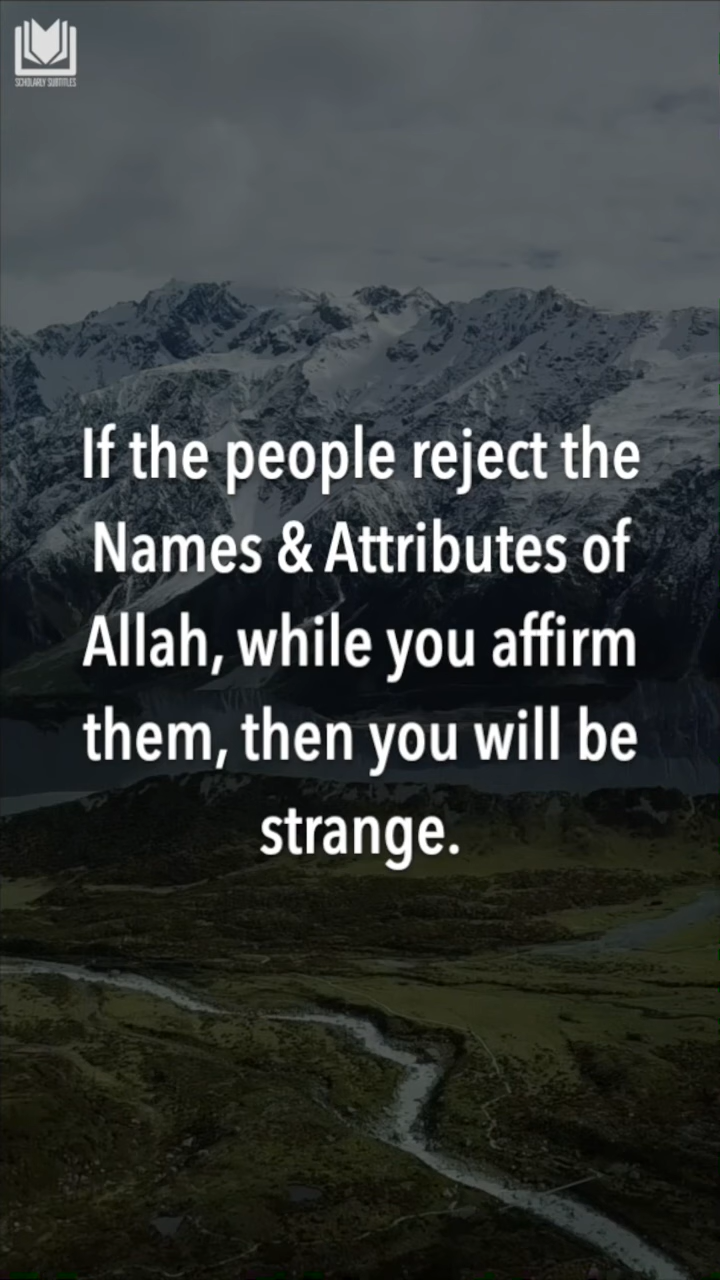 SCHOLARLY SUBTITLES
If the people reject the
Names & Attributes of
Allah, while you affirm
them, then you will be
strange.